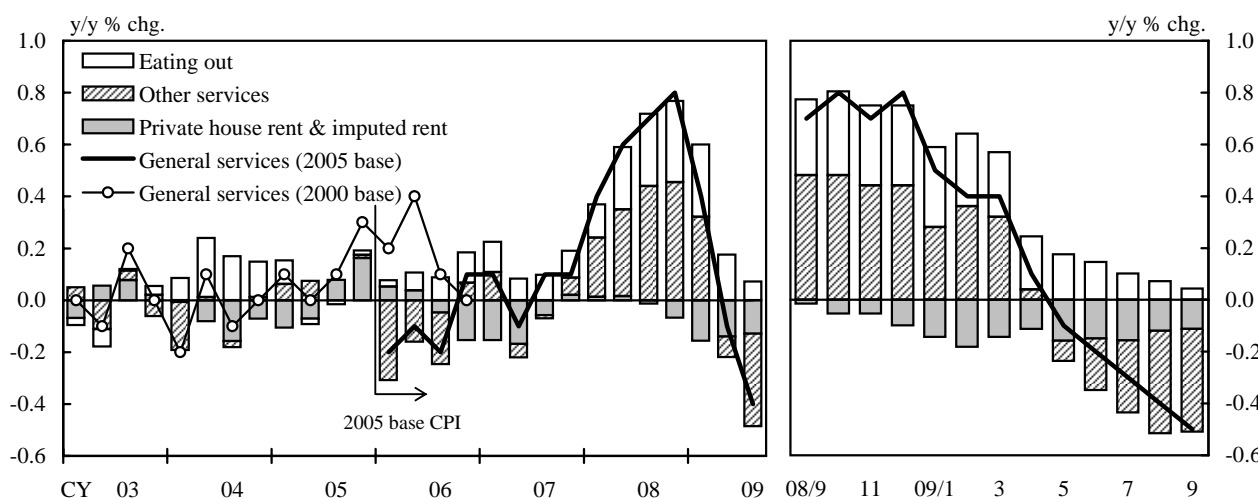 y/y % chg.
y/y % chg.
1.0
0.8
0.6
0.4
0.2
0.0
-0.2
-0.4
-0.6
Eating out
Other services
Private house rent & imputed rent
General services (2005 base)
General services (2000 base)
2005 base CPI
CY 03 04 05 06 07 08 09
1.0
0.8
0.6
0.4
0.2
0.0
-0.2
-0.4
-0.6
08/9 11 09/1 3 5 7 9